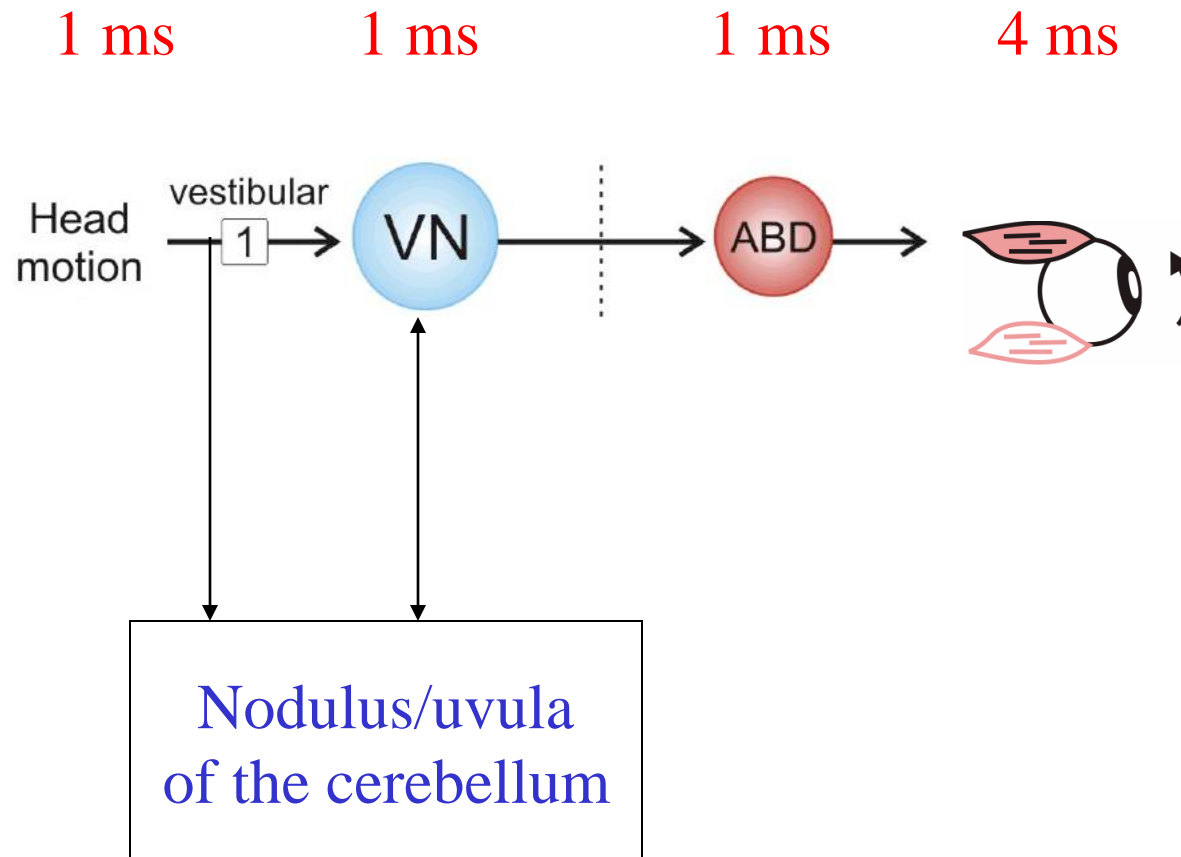 1 ms 1 ms 1 ms 4 ms
vestibular
Head
motion
1
VN
ABD
Nodulus/uvula
of the cerebellum